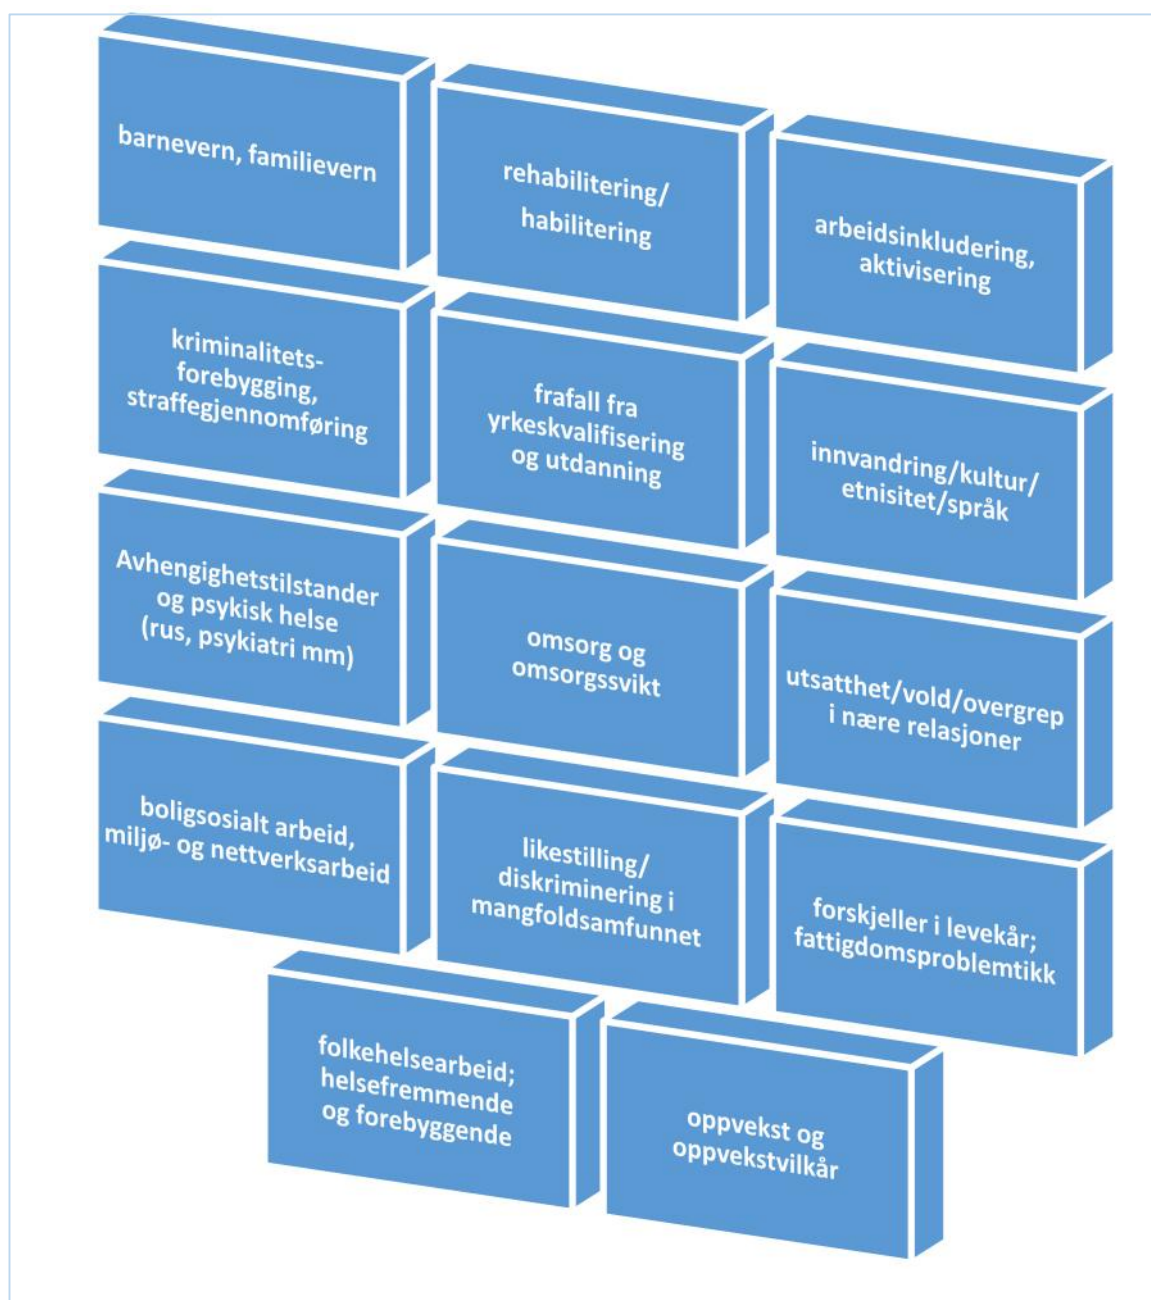 barnevern, familievern
rehabilitering/
habilitering
arbeidsinkludering,
aktivisering
kriminalitets-
forebygging,
straffegjennomføring
frafall fra
yrkeskvalifisering
og utdanning
innvandring/kultur/
etnisitet/språk
Avhengighetstilstander
og psykisk helse
(rus, psykiatri mm)
omsorg og
omsorgssvikt
utsatthet/vold/overgrep
i nære relasjoner
boligsosialt arbeid,
miljø- og nettverksarbeid
likestilling/
diskriminering i
mangfoldsamfunnet
forskjeller i levekår;
fattigdomsproblemtikk
folkehelsearbeid;
helsefremmende
og forebyggende
oppvekst og
oppvekstvilkår